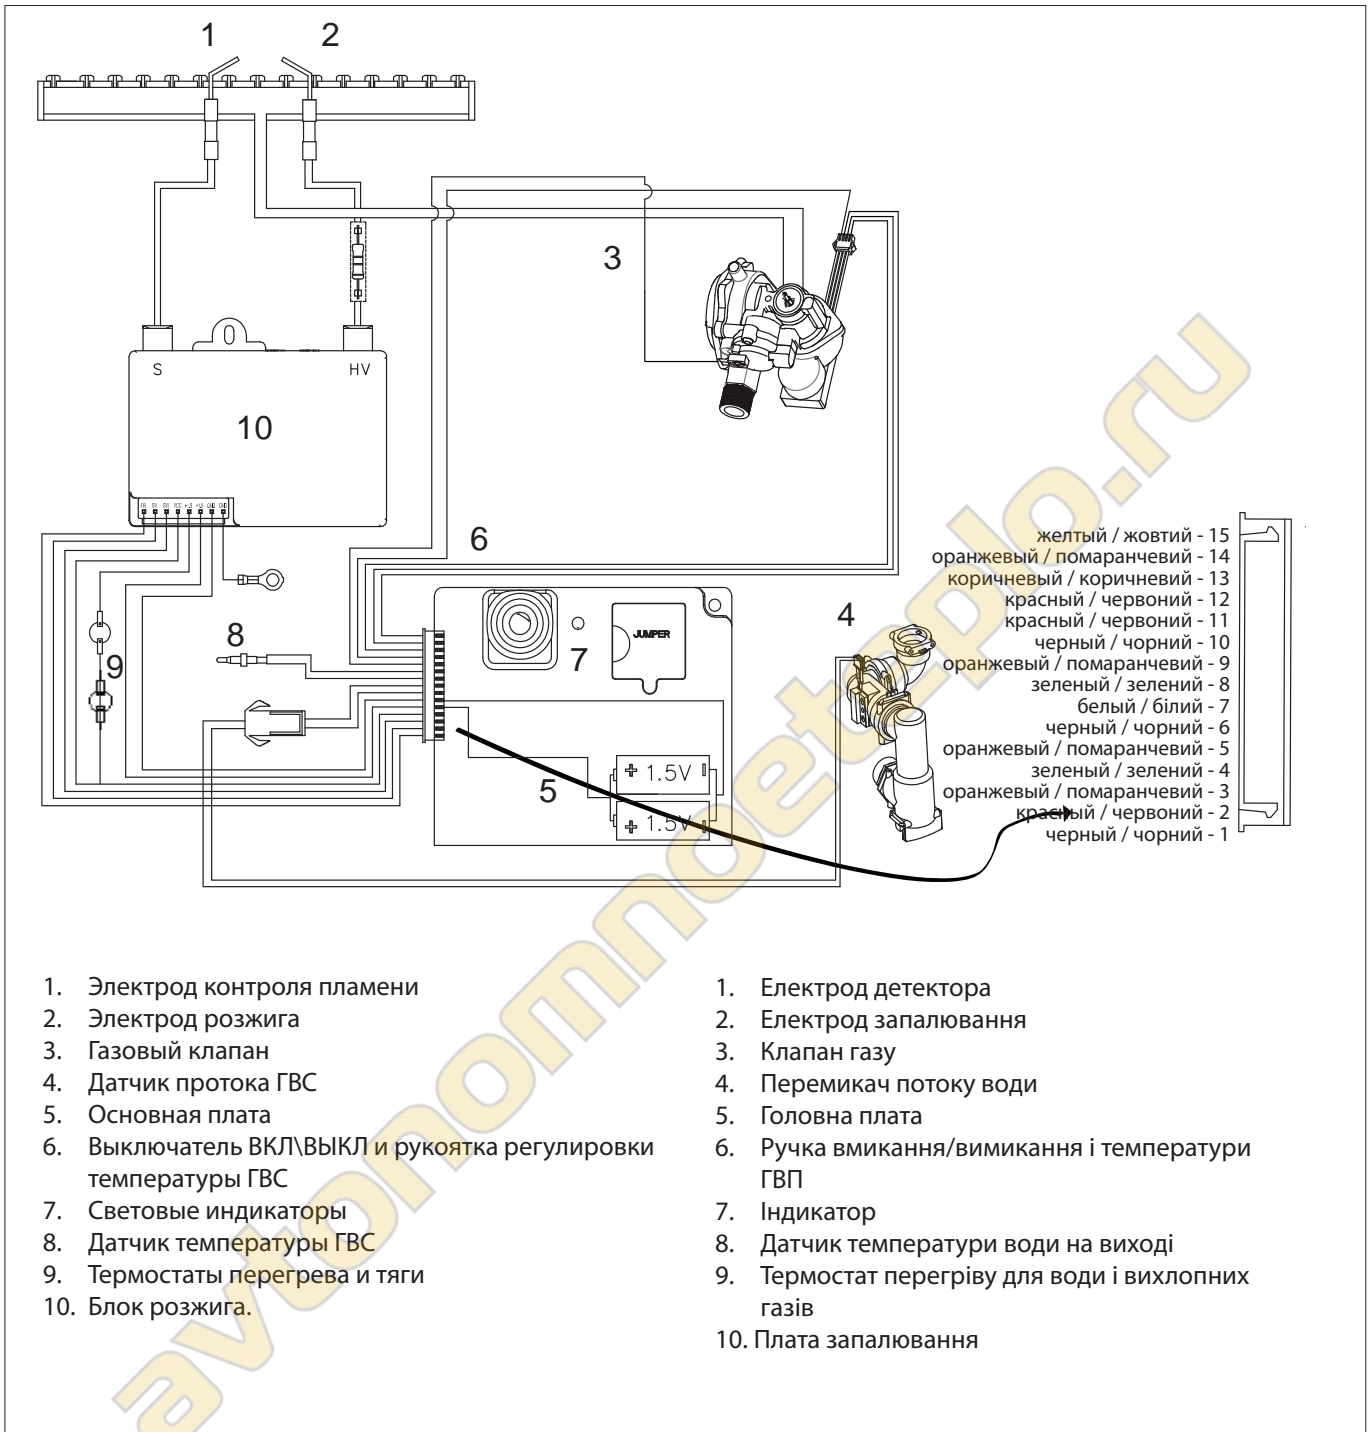 1
2
3
S
HV
10
FR SV SV1 VCC GND GND
6
8
9
JUMPER
7
4
5
+ 1.5V I
+ 1.5V I
желтый / жовтий - 15
оранжевый / помаранчевий - 14
коричневый / коричневий - 13
красный / червоний - 12
красный / червоний - 11
черный / чорний - 10
оранжевый / помаранчевий - 9
зеленый / зелений - 8
белый / білий - 7
черный / чорний - 6
оранжевый / помаранчевий - 5
зеленый / зелений - 4
оранжевый / помаранчевий - 3
красный / червоний - 2
черный / чорний - 1
1. Электрод контроля пламени
2. Электрод розжига
3. Газовый клапан
4. Датчик протока ГВС
5. Основная плата
6. Выключатель ВКЛ\ВЫКЛ и рукоятка регулировки
температуры ГВС
7. Световые индикаторы
8. Датчик температуры ГВС
9. Термостаты перегрева и тяги
10. Блок розжига.
1. Електрод детектора
2. Електрод запалювання
3. Клапан газу
4. Перемикач потоку води
5. Головна плата
6. Ручка вмикання/вимикання і температури
ГВП
7. Індикатор
8. Датчик температури води на виході
9. Термостат перегріву для води і вихлопних
газів
10. Плата запалювання
avtonomnoeteplo.ru